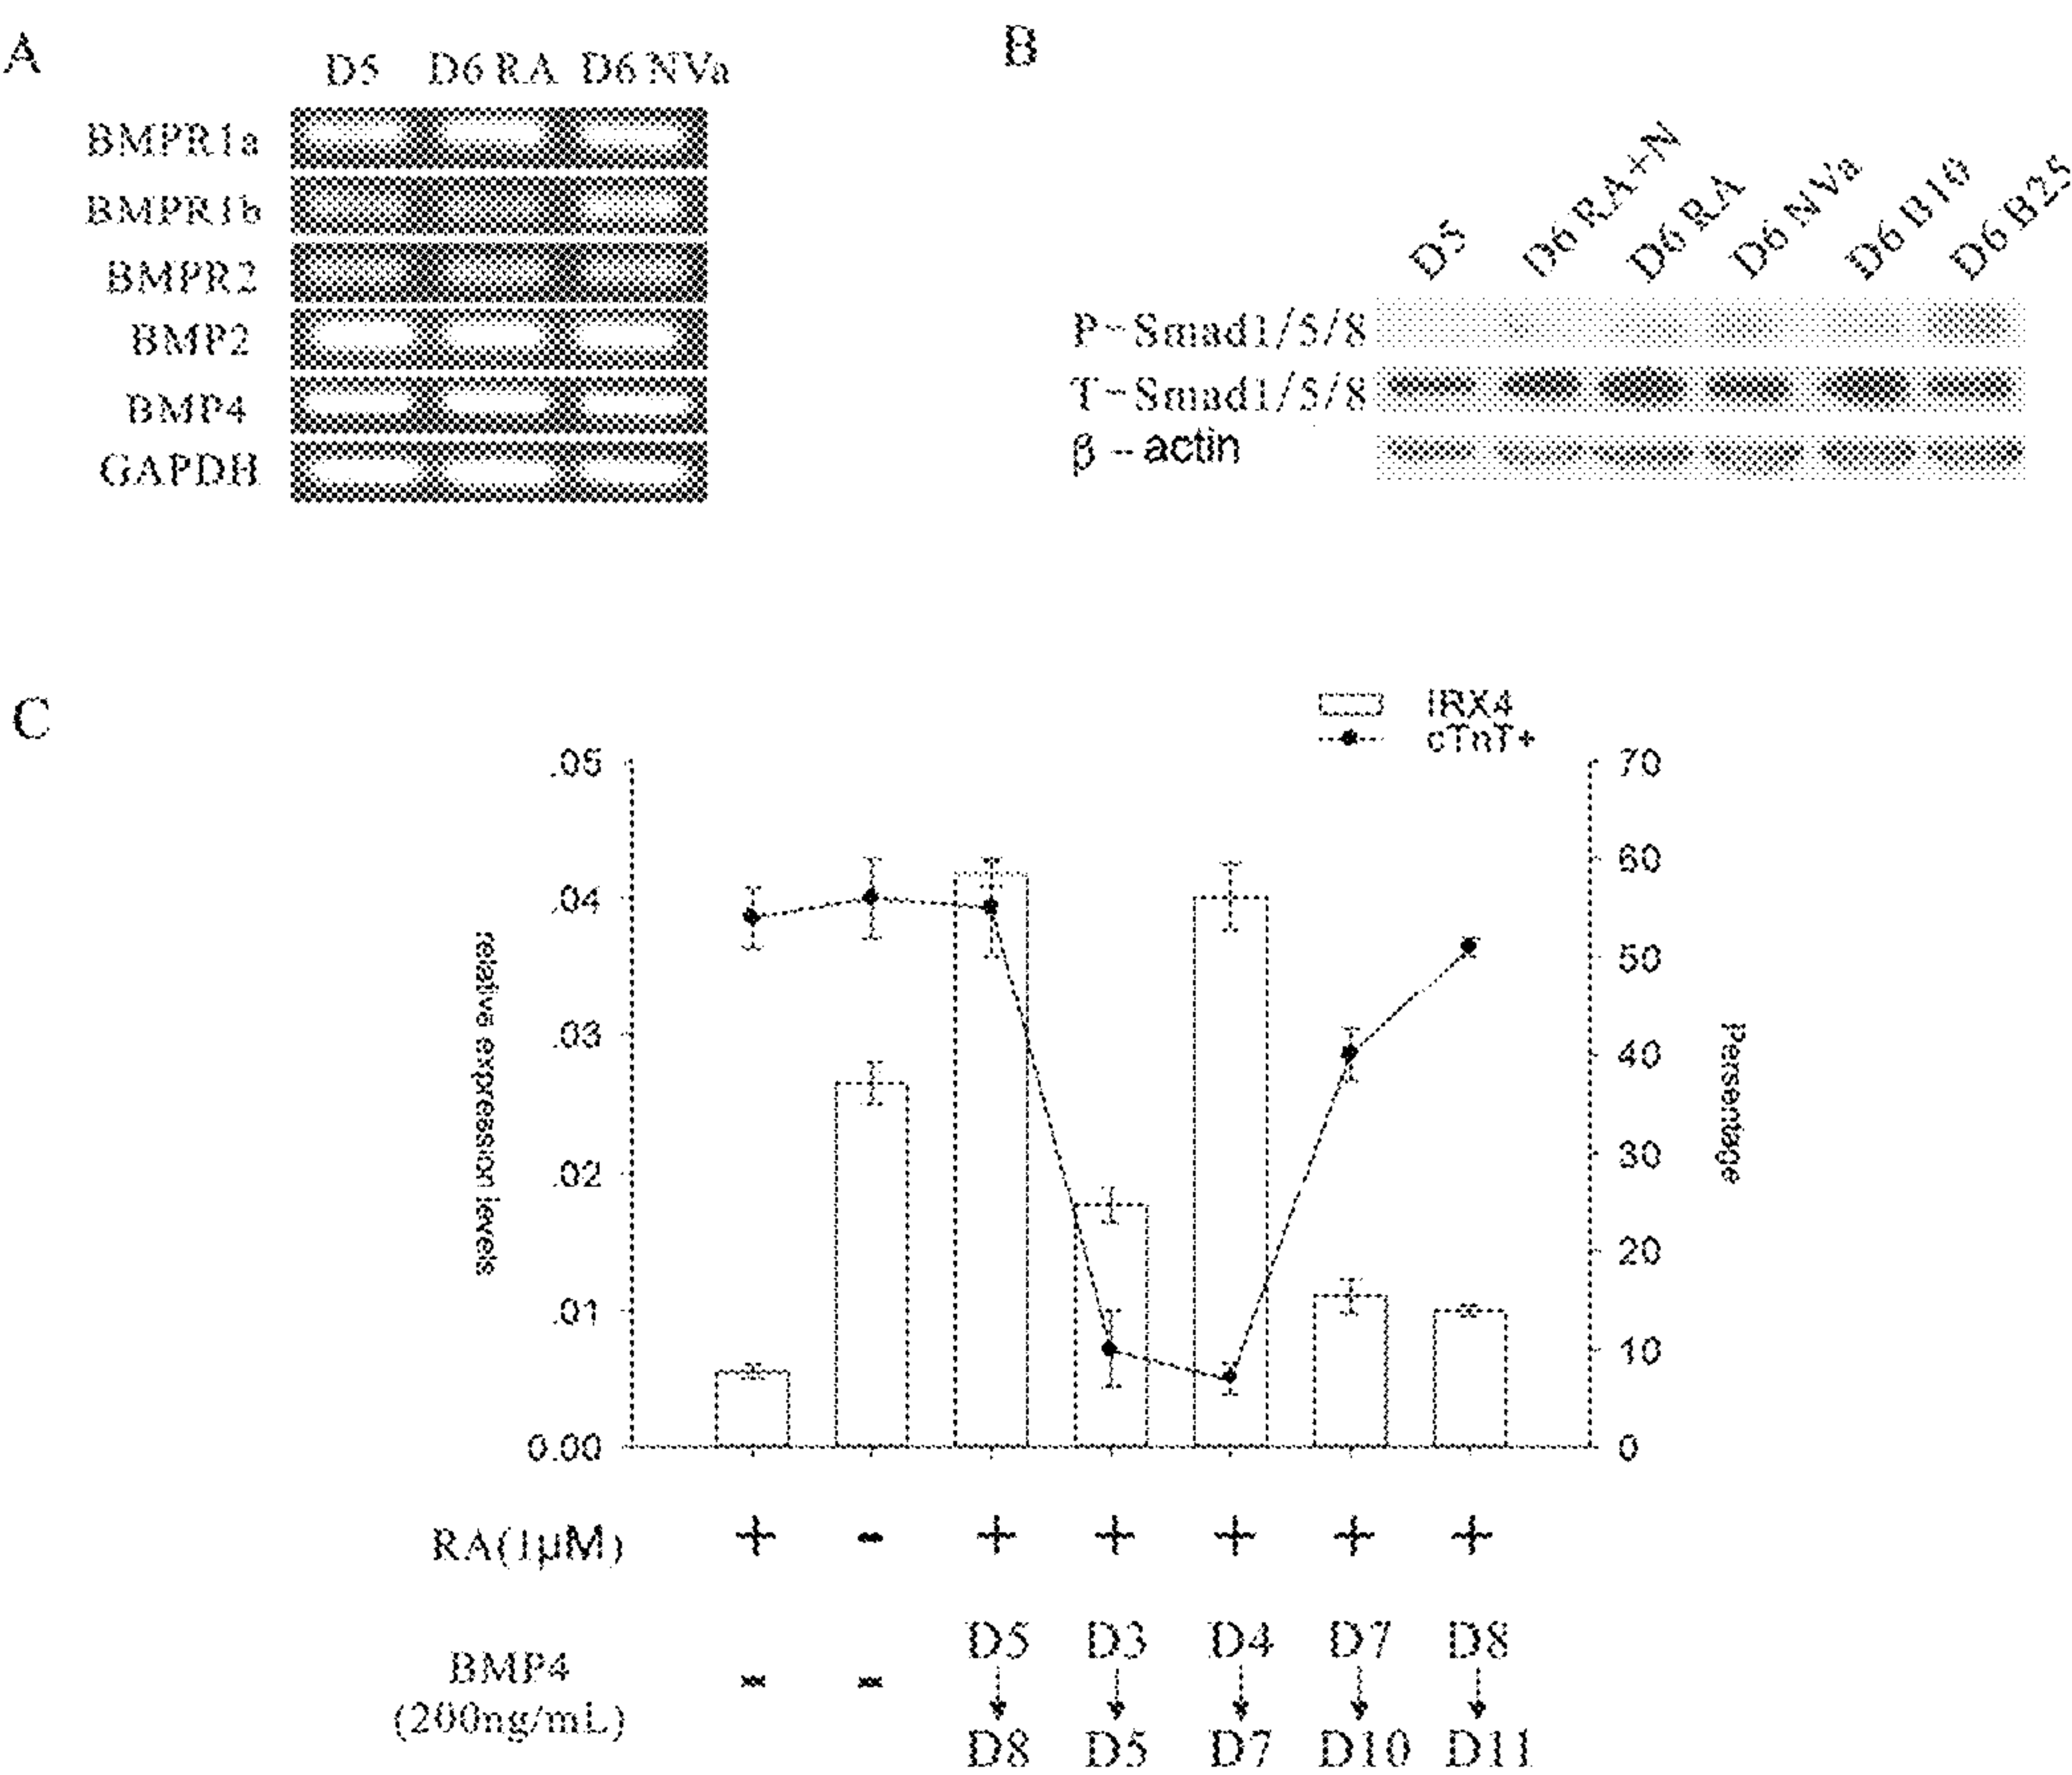 A
D5 D6 RA D6 NVa
BMPR1a
BMPR1b
BMPR2
BMP2
BMP4
GAPDH
B
D5 D6 RA+N D6 RA D6 NVa D6 B10 D6 B25
P-Smad1/5/8
T-Smad1/5/8
β-actin
C
IRX4
cTnT+
.05
.04
.03
.02
.01
0.00
relative expression levels
70
60
50
40
30
20
10
0
Persentage
RA(1μM) + - + + + + +
BMP4
(200ng/mL)
- - D5 D3 D4 D7 D8
D8 D5 D7 D10 D11